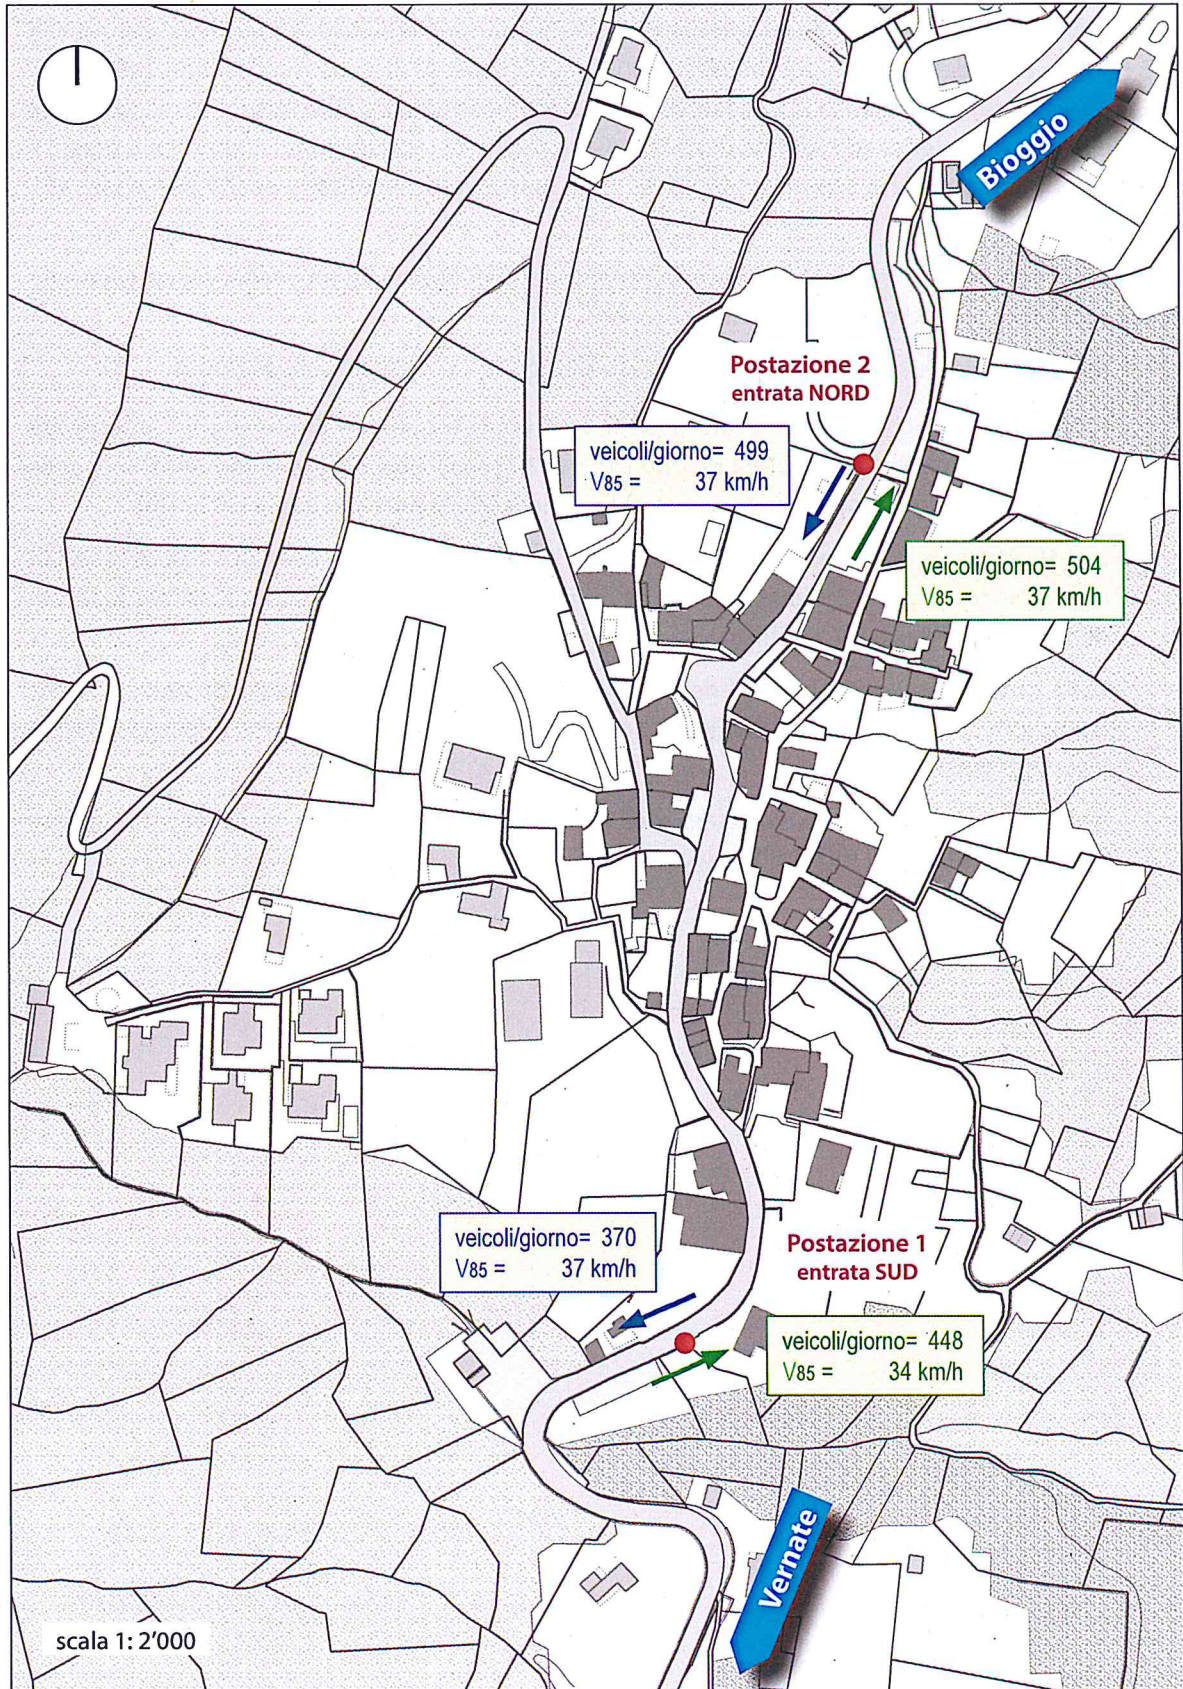 Bioggio
Postazione 2
entrata NORD
veicoli/giorno= 499
V85 = 37 km/h
veicoli/giorno= 504
V85 = 37 km/h
veicoli/giorno= 370
V85 = 37 km/h
Postazione 1
entrata SUD
veicoli/giorno= 448
V85 = 34 km/h
Vernate
scala 1: 2'000